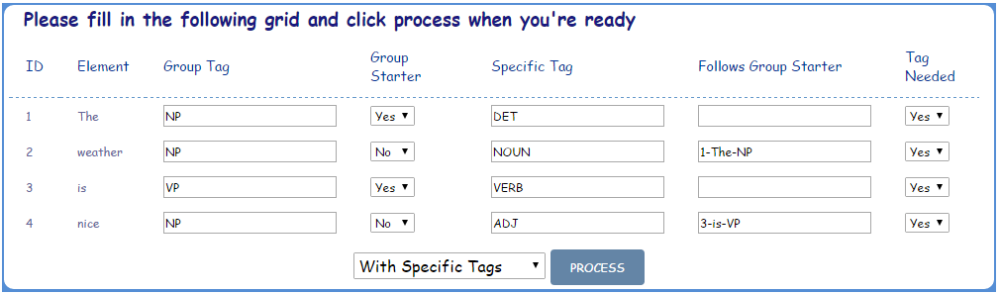 Please fill in the following grid and click process when you're ready
ID Element Group Tag Group Starter Specific Tag Follows Group Starter Tag Needed
1 The NP Yes DET Yes
2 weather NP No NOUN 1-The-NP Yes
3 is VP Yes VERB Yes
4 nice NP No ADJ 3-is-VP Yes
With Specific Tags PROCESS